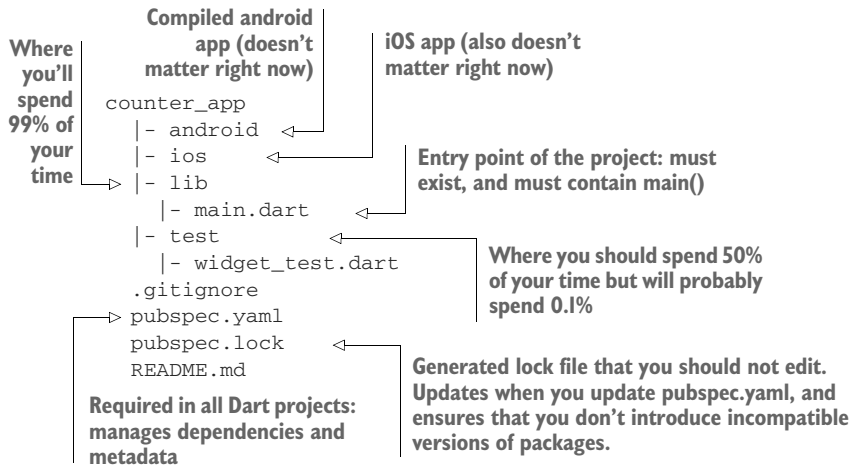 Compiled android
app (doesn't
matter right now)
iOS app (also doesn't
matter right now)
Where
you'll
spend
99% of
your
time
counter_app
|- android
|- ios
|- lib
|- main.dart
|- test
|- widget_test.dart
.gitignore
pubspec.yaml
pubspec.lock
README.md
Entry point of the project: must
exist, and must contain main()
Where you should spend 50%
of your time but will probably
spend 0.1%
Generated lock file that you should not edit.
Updates when you update pubspec.yaml, and
ensures that you don't introduce incompatible
versions of packages.
Required in all Dart projects:
manages dependencies and
metadata